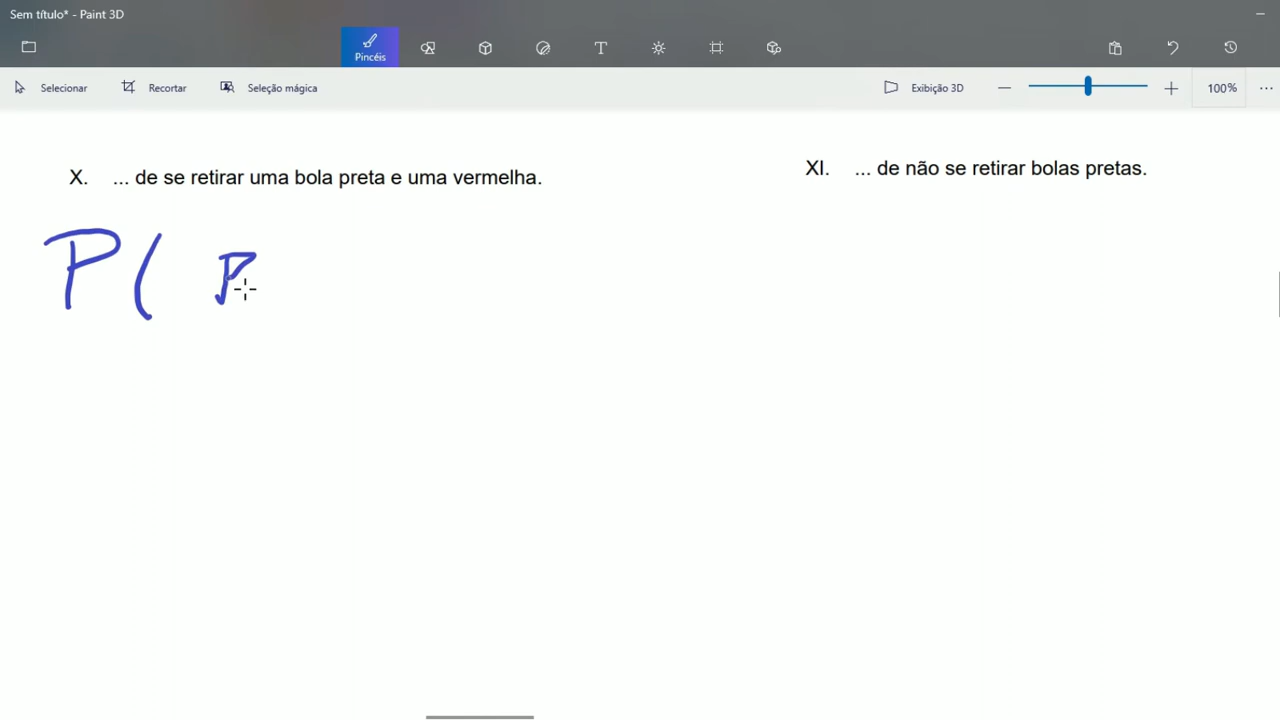 Sem título* - Paint 3D
Pincéis
Selecionar Recortar Seleção mágica Exibição 3D 100%
X. ... de se retirar uma bola preta e uma vermelha.
XI. ... de não se retirar bolas pretas.
P( P